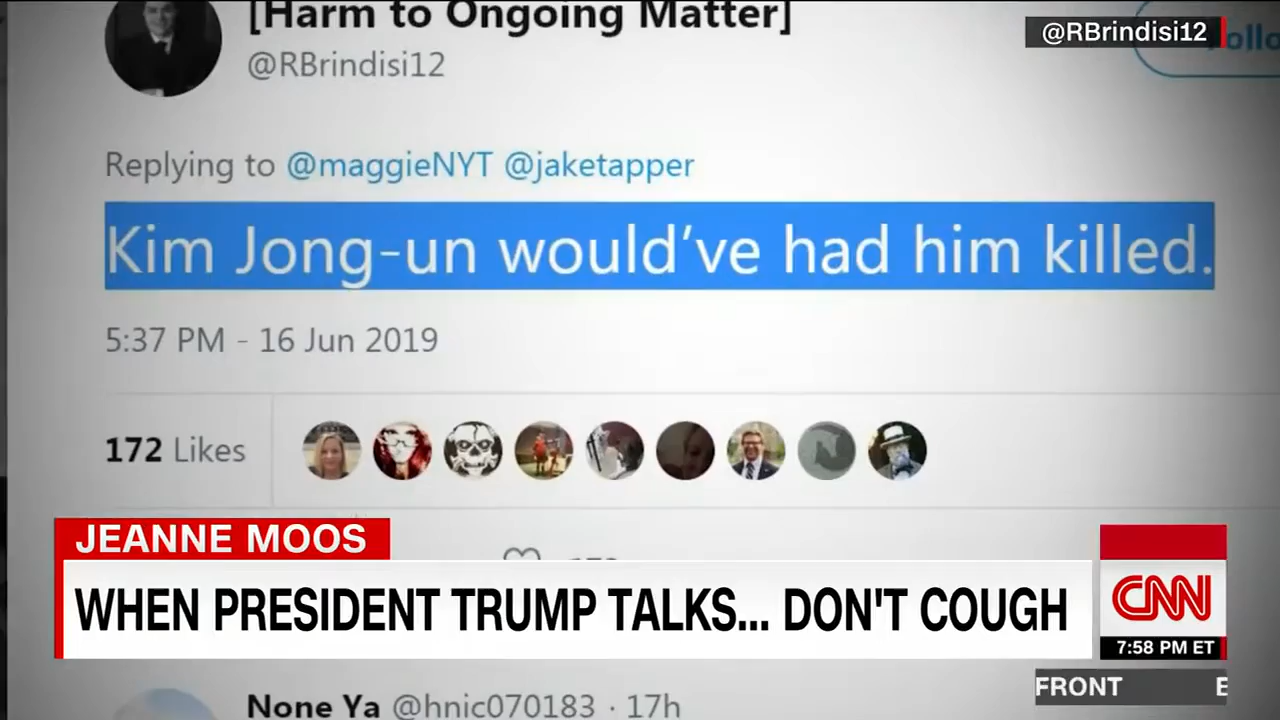 [Harm to Ongoing Matter]
@RBrindisi12
@RBrindisi12
Replying to @maggieNYT @jaketapper
Kim Jong-un would've had him killed.
5:37 PM - 16 Jun 2019
172 Likes
JEANNE MOOS
WHEN PRESIDENT TRUMP TALKS... DON'T COUGH
CNN
7:58 PM ET
FRONT
None Ya @hnic070183 · 17h